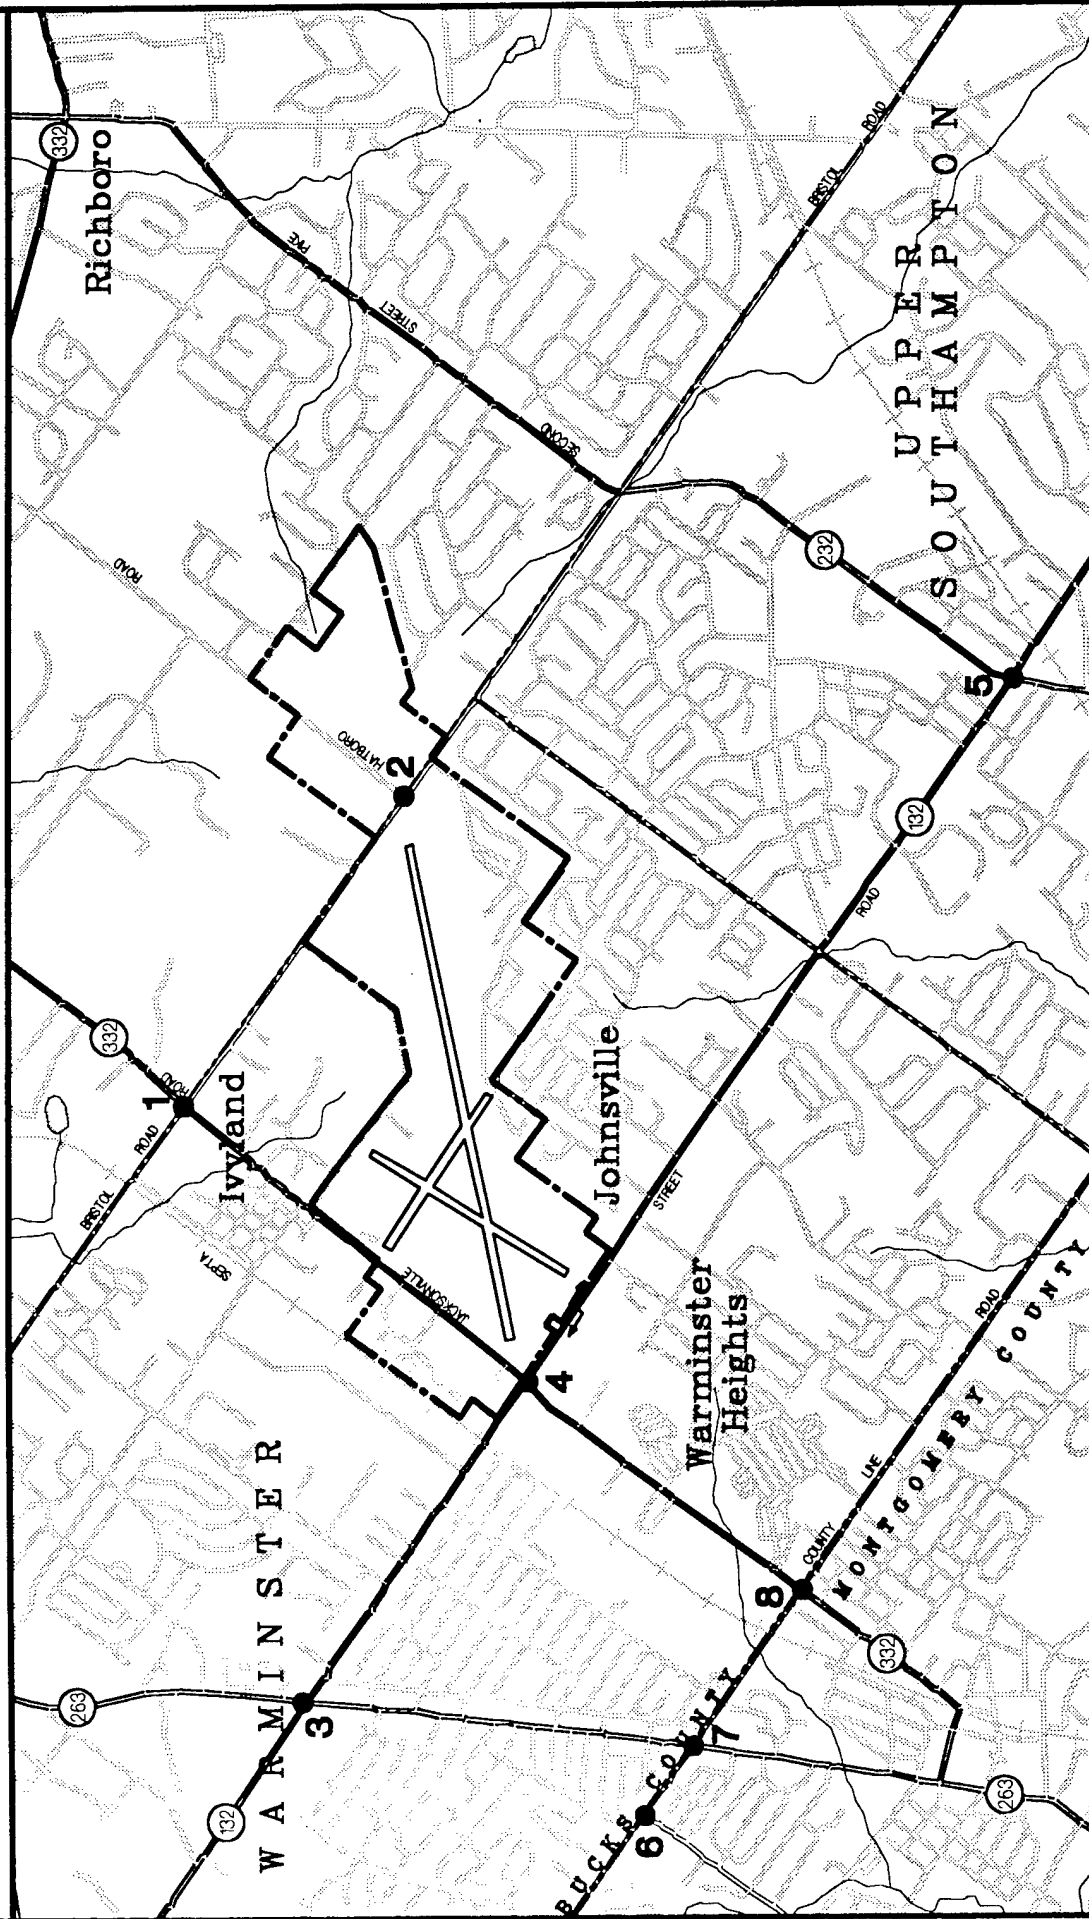 332
Richboro
PIKE
STREET
SECOND
BRISTOL
ROAD
UPPER
SOUTHAMPTON
232
5
132
ROAD
STREET
ROAD
HATBORO
2
332
ROAD
1
Ivyland
ROAD
BRISTOL
SEPTA
JACKSONVILLE
Johnsville
4
Warminster
Heights
WARMINSTER
263
3
132
ROAD
LINE
COUNTY
MONTGOMERY COUNTY
8
332
BUCKS COUNTY
7
6
263